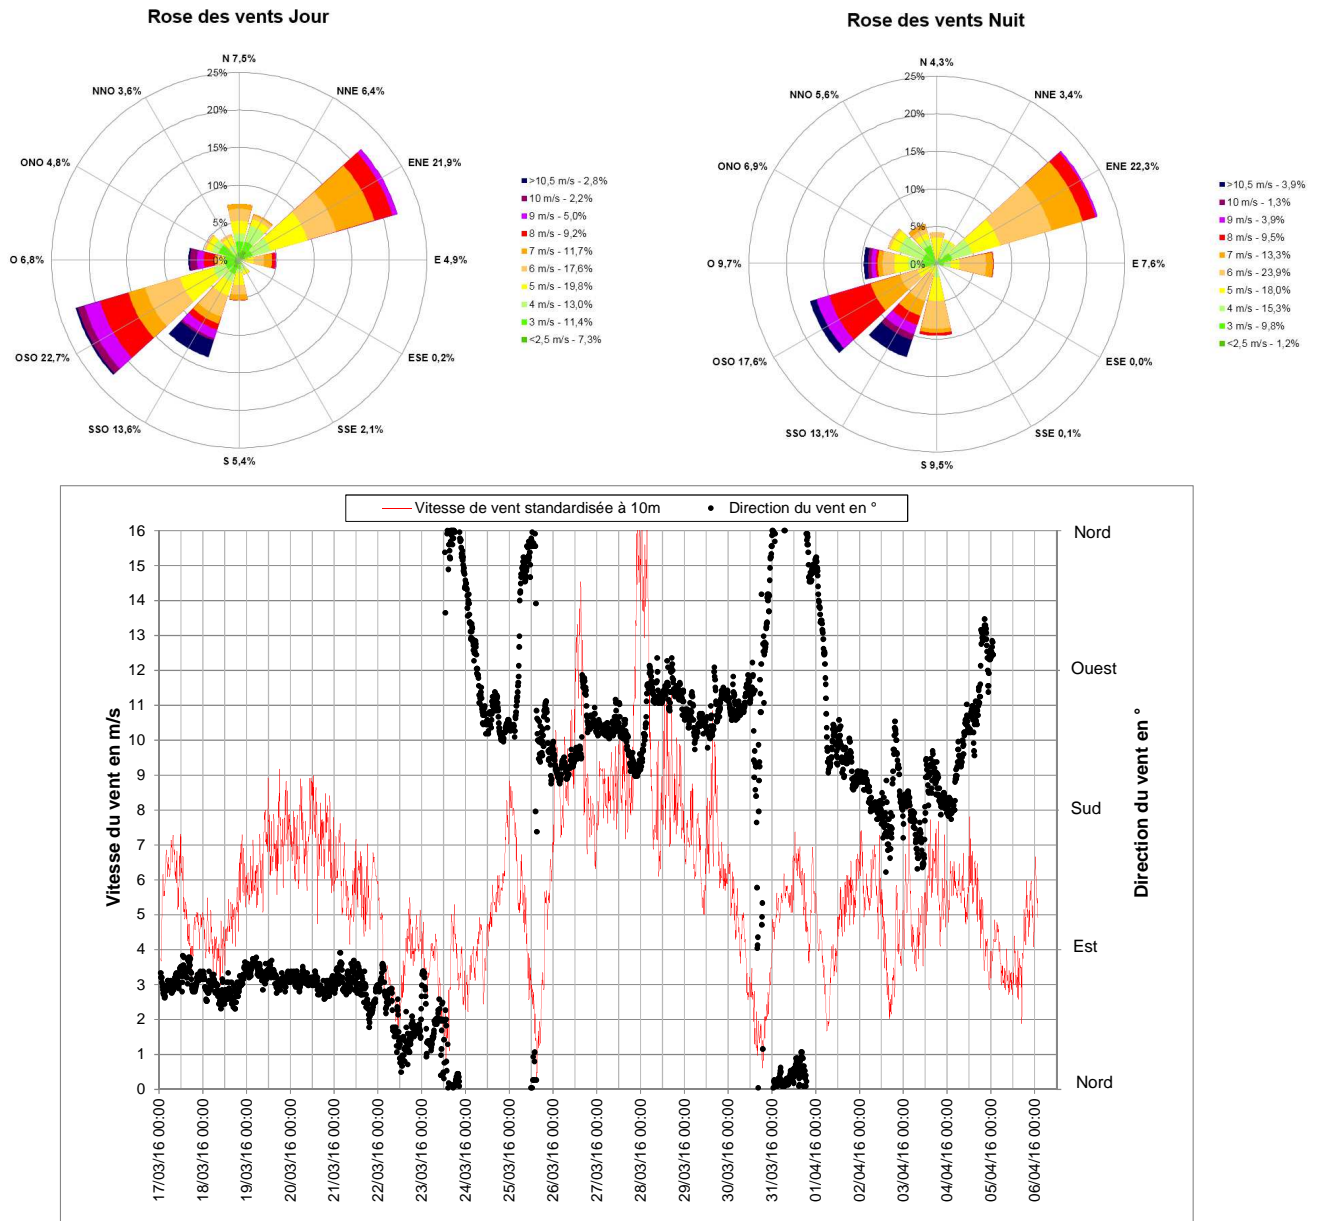 Rose des vents Jour
N 7,5%
NNO 3,6%
NNE 6,4%
ONO 4,8%
ENE 21,9%
O 6,8%
E 4,9%
OSO 22,7%
ESE 0,2%
SSO 13,6%
SSE 2,1%
S 5,4%
25%
20%
15%
10%
5%
0%
>10,5 m/s - 2,8%
10 m/s - 2,2%
9 m/s - 5,0%
8 m/s - 9,2%
7 m/s - 11,7%
6 m/s - 17,6%
5 m/s - 19,8%
4 m/s - 13,0%
3 m/s - 11,4%
<2,5 m/s - 7,3%
Rose des vents Nuit
N 4,3%
NNO 5,6%
NNE 3,4%
ONO 6,9%
ENE 22,3%
O 9,7%
E 7,6%
OSO 17,6%
ESE 0,0%
SSO 13,1%
SSE 0,1%
S 9,5%
25%
20%
15%
10%
5%
0%
>10,5 m/s - 3,9%
10 m/s - 1,3%
9 m/s - 3,9%
8 m/s - 9,5%
7 m/s - 13,3%
6 m/s - 23,9%
5 m/s - 18,0%
4 m/s - 15,3%
3 m/s - 9,8%
<2,5 m/s - 1,2%
Vitesse de vent standardisée à 10m
Direction du vent en °
Vitesse du vent en m/s
16
15
14
13
12
11
10
9
8
7
6
5
4
3
2
1
0
Nord
Ouest
Sud
Est
Nord
Direction du vent en °
17/03/16 00:00
18/03/16 00:00
19/03/16 00:00
20/03/16 00:00
21/03/16 00:00
22/03/16 00:00
23/03/16 00:00
24/03/16 00:00
25/03/16 00:00
26/03/16 00:00
27/03/16 00:00
28/03/16 00:00
29/03/16 00:00
30/03/16 00:00
31/03/16 00:00
01/04/16 00:00
02/04/16 00:00
03/04/16 00:00
04/04/16 00:00
05/04/16 00:00
06/04/16 00:00